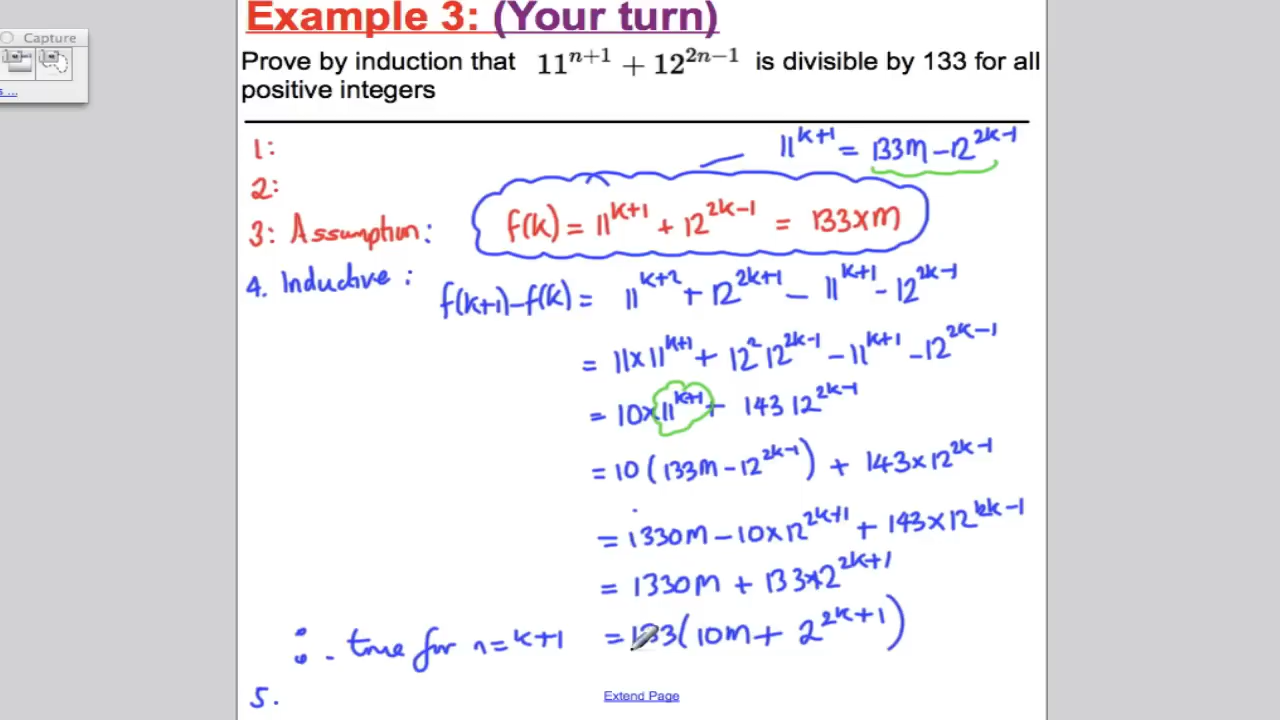 Example 3: (Your turn)
Capture
Prove by induction that 11^{n+1} + 12^{2n−1} is divisible by 133 for all
positive integers
s ...
1:
11^{k+1} = 133m − 12^{2k−1}
2:
3: Assumption: f(k) = 11^{k+1} + 12^{2k−1} = 133×m
4. Inductive: f(k+1)−f(k) = 11^{k+2} + 12^{2k+1} − 11^{k+1} − 12^{2k−1}
= 11×11^{k+1} + 12^2 12^{2k−1} − 11^{k+1} − 12^{2k−1}
= 10×11^{k+1} + 143 12^{2k−1}
= 10(133m − 12^{2k−1}) + 143×12^{2k−1}
= 1330m − 10×12^{2k+1} + 143×12^{2k−1}
= 1330m + 133×2^{2k+1}
∴ true for n=k+1 = 133(10m + 2^{2k+1})
5.
Extend Page